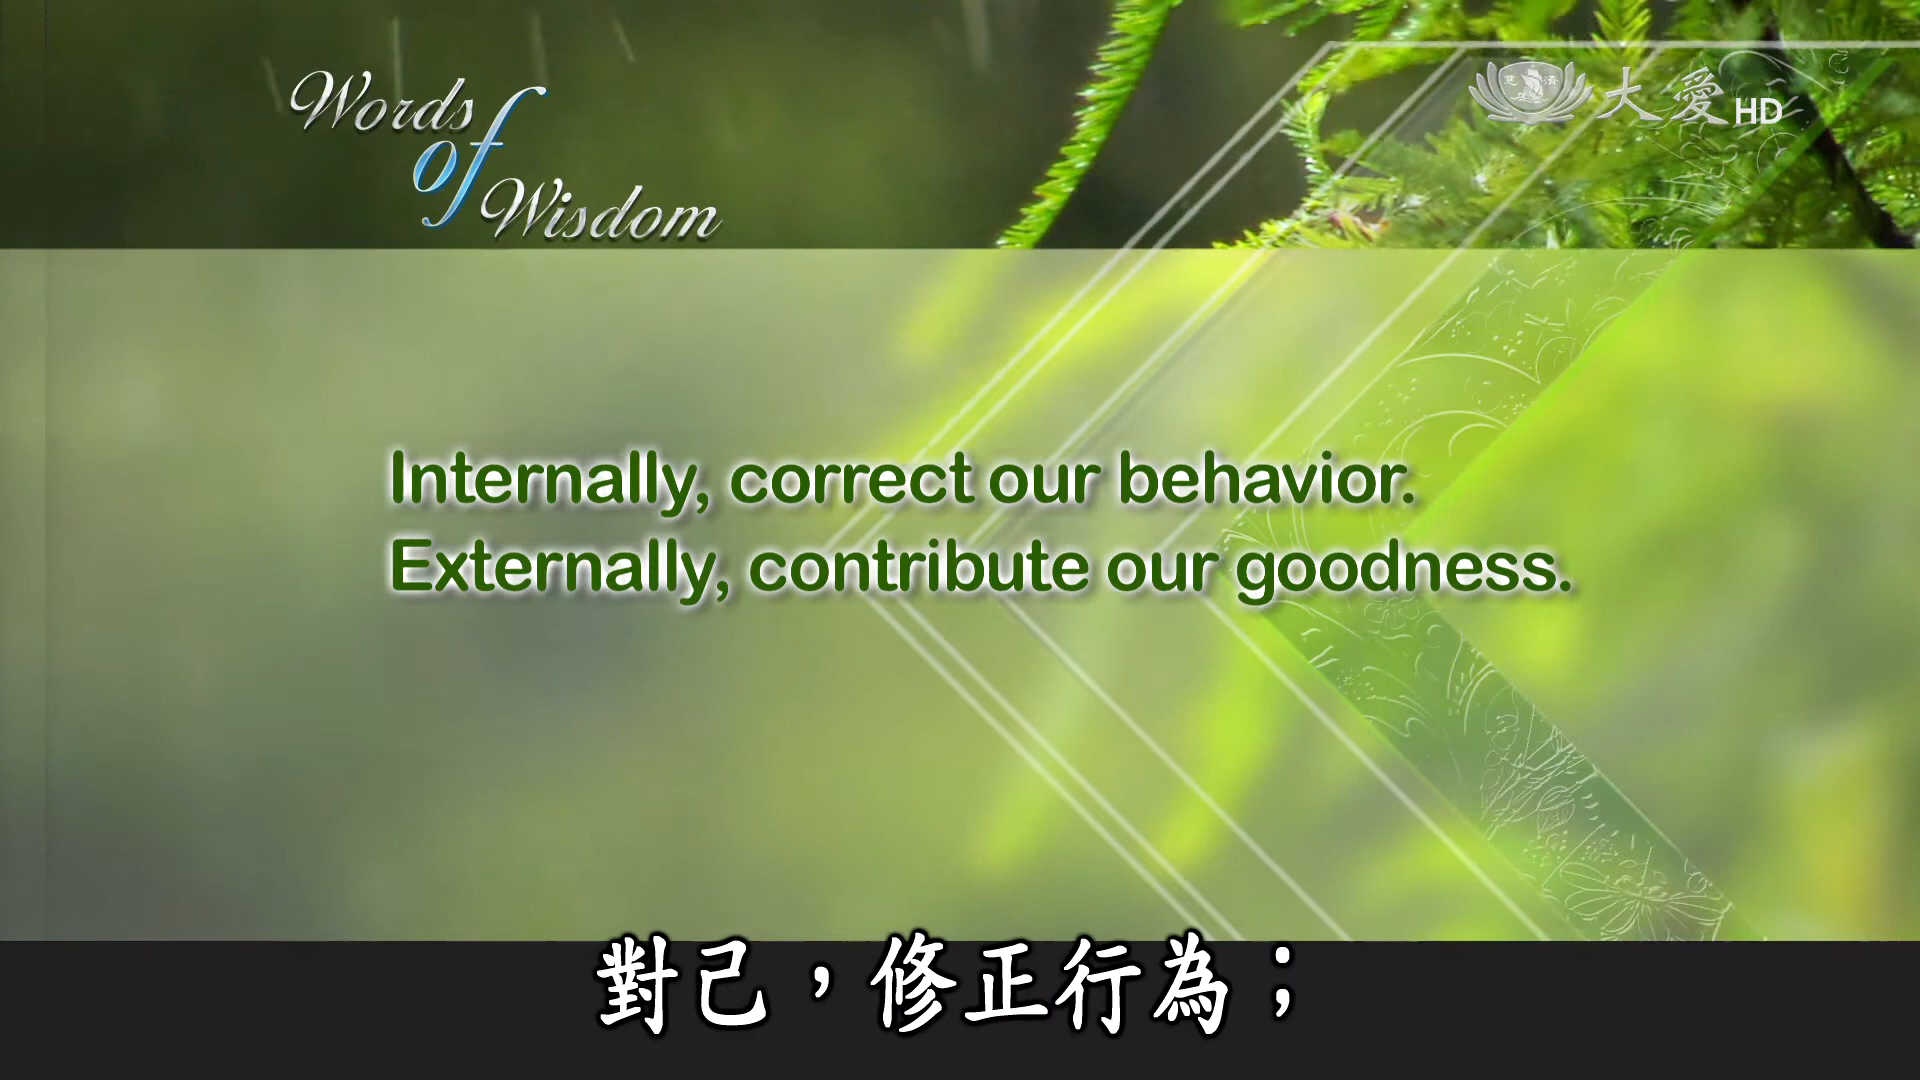 Words
of
Wisdom
大愛HD
Internally, correct our behavior.
Externally, contribute our goodness.
對己，修正行為；